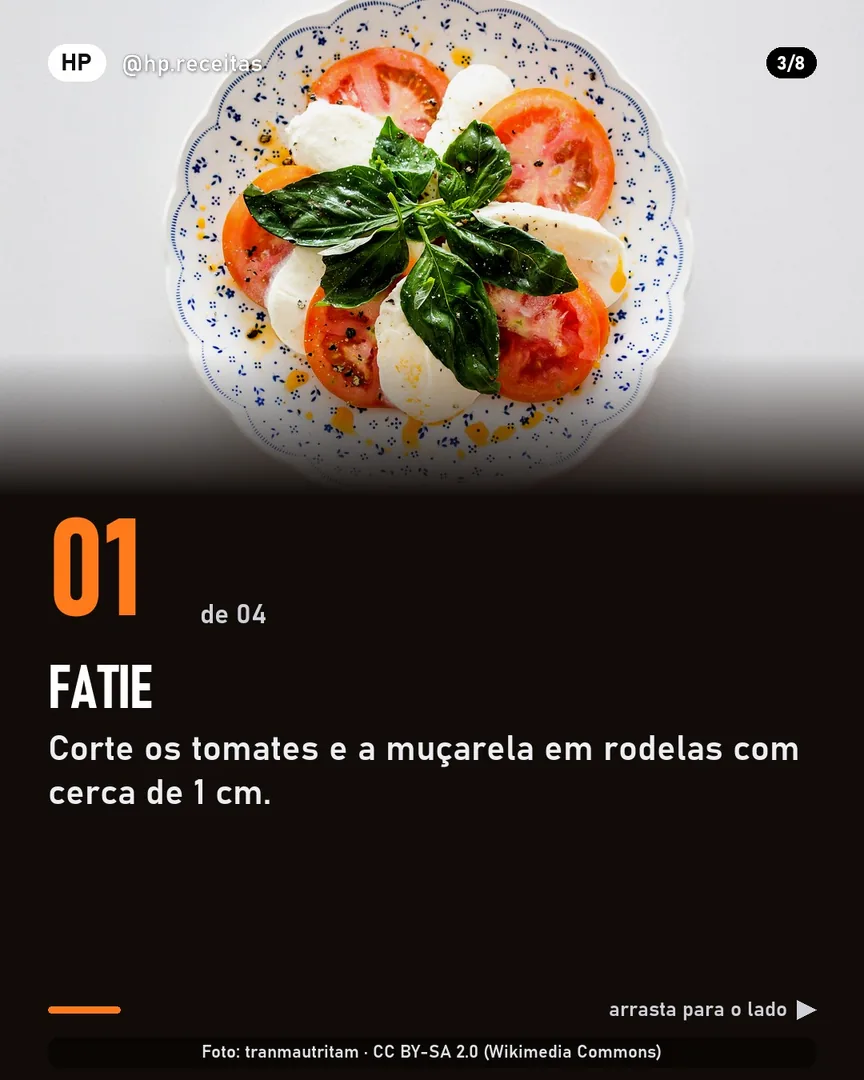 HP @hp.receitas 3/8
01 de 04
FATIE
Corte os tomates e a muçarela em rodelas com
cerca de 1 cm.
arrasta para o lado ▶
Foto: tranmautritam · CC BY-SA 2.0 (Wikimedia Commons)